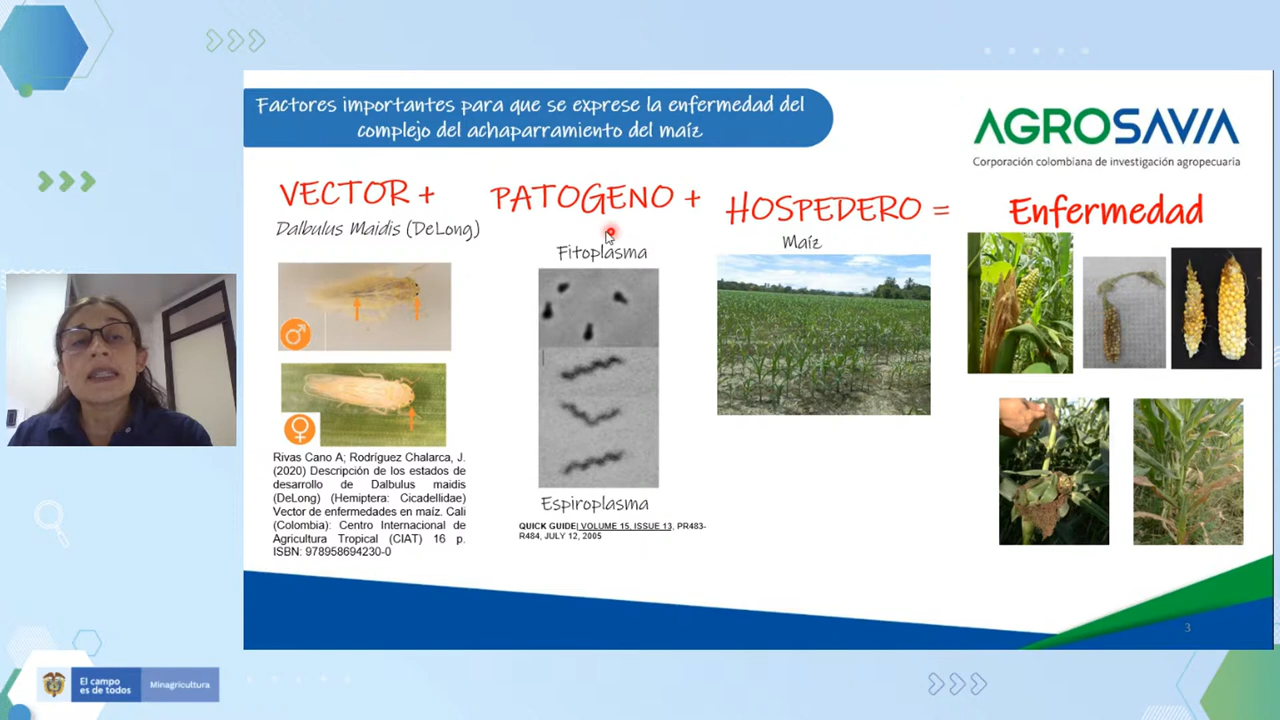 Factores importantes para que se exprese la enfermedad del
complejo del achaparramiento del maíz
AGROSAVIA
Corporación colombiana de investigación agropecuaria
VECTOR +
Dalbulus Maidis (DeLong)
PATOGENO +
Fitoplasma
HOSPEDERO =
Maíz
Enfermedad
Rivas Cano A; Rodríguez Chalarca, J.
(2020) Descripción de los estados de
desarrollo de Dalbulus maidis
(DeLong) (Hemiptera: Cicadellidae)
Vector de enfermedades en maíz. Cali
(Colombia): Centro Internacional de
Agricultura Tropical (CIAT) 16 p.
ISBN: 978958694230-0
Espiroplasma
QUICK GUIDE| VOLUME 15, ISSUE 13, PR483-
R484, JULY 12, 2005
3
El campo
es de todos
Minagricultura